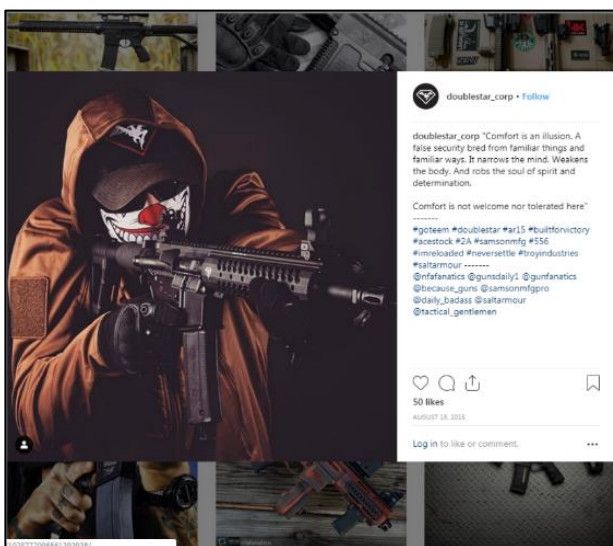 doublestar_corp • Follow
doublestar_corp "Comfort is an illusion. A
false security bred from familiar things and
familiar ways. It narrows the mind. Weakens
the body. And robs the soul of spirit and
determination.
Comfort is not welcome nor tolerated here"
-------
#goteem #doublestar #ar15 #builtforvictory
#acestock #2A #samsonmfg #556
#imreloaded #neversettle #troyindustries
#saltarmour -------
@nfafanatics @gunsdaily1 @gunfanatics
@because_guns @samsonmfgpro
@daily_badass @saltarmour
@tactical_gentlemen
50 likes
AUGUST 18, 2016
Log in to like or comment.